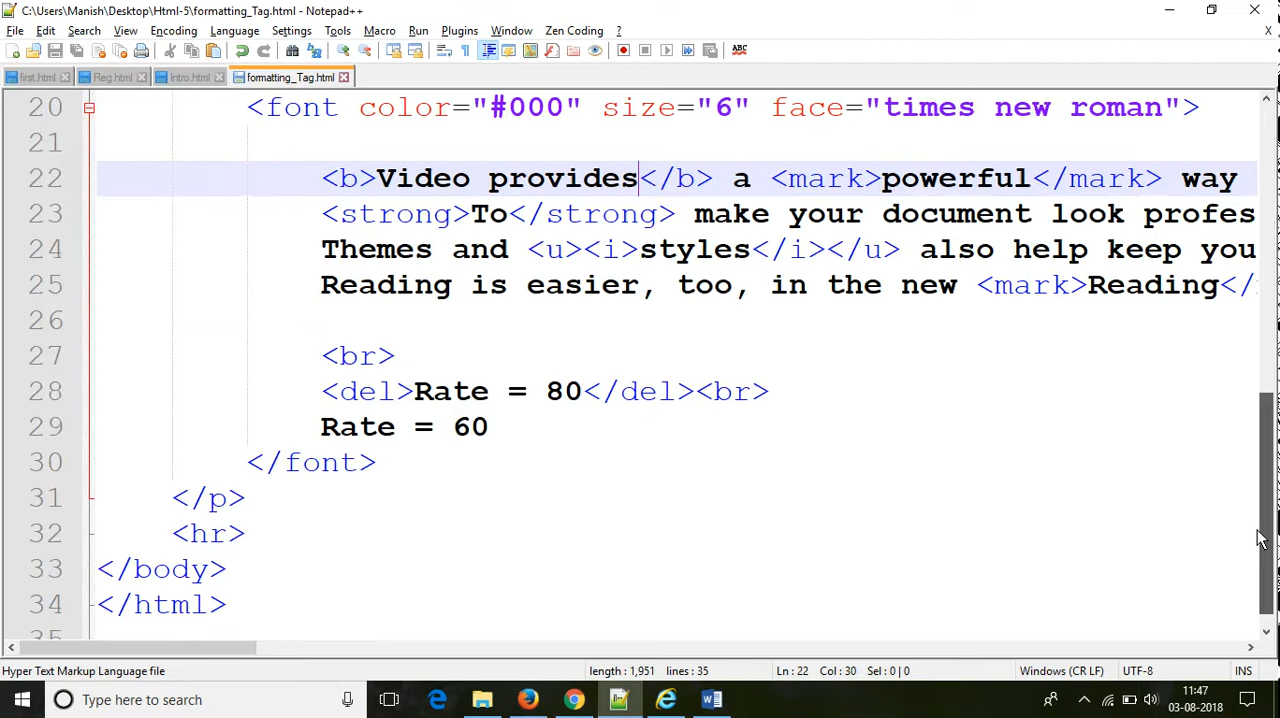 C:\Users\Manish\Desktop\Html-5\formatting_Tag.html - Notepad++
File Edit Search View Encoding Language Settings Tools Macro Run Plugins Window Zen Coding ?
X
ABC
first.html Reg.html Intro.html formatting_Tag.html
20 <font color="#000" size="6" face="times new roman">
21
22 <b>Video provides</b> a <mark>powerful</mark> way
23 <strong>To</strong> make your document look profes
24 Themes and <u><i>styles</i></u> also help keep you
25 Reading is easier, too, in the new <mark>Reading</
26
27 <br>
28 <del>Rate = 80</del><br>
29 Rate = 60
30 </font>
31 </p>
32 <hr>
33 </body>
34 </html>
35
Hyper Text Markup Language file length : 1,951 lines : 35 Ln : 22 Col : 30 Sel : 0 | 0 Windows (CR LF) UTF-8 INS
Type here to search
11:47
03-08-2018